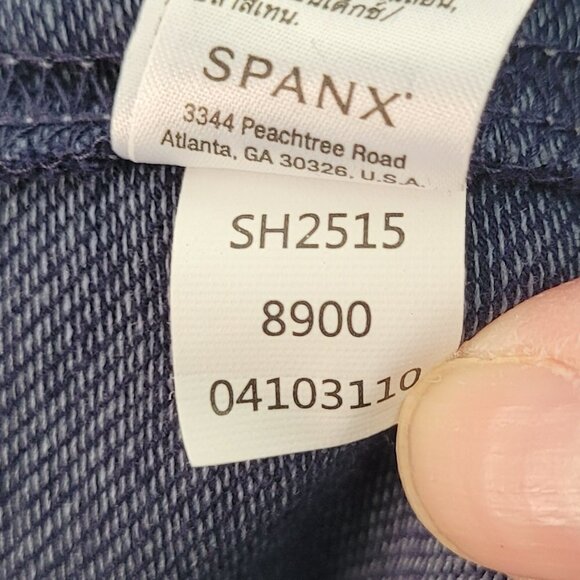 SPANX®
3344 Peachtree Road
Atlanta, GA 30326, U.S.A.
SH2515
8900
04103110